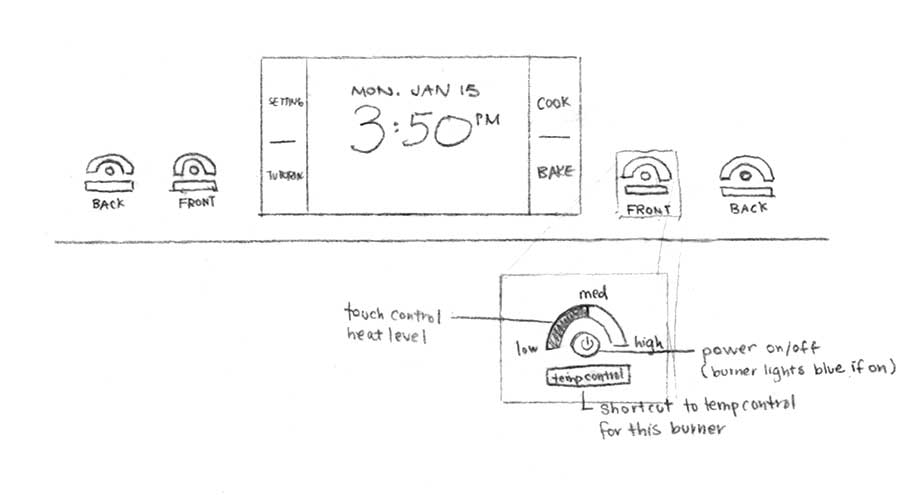 MON. JAN 15
3:50 PM
SETTING
TUTORIAL
COOK
BAKE
BACK
FRONT
FRONT
BACK
med
low
high
temp control
touch control
heat level
power on/off
(burner lights blue if on)
shortcut to temp control
for this burner